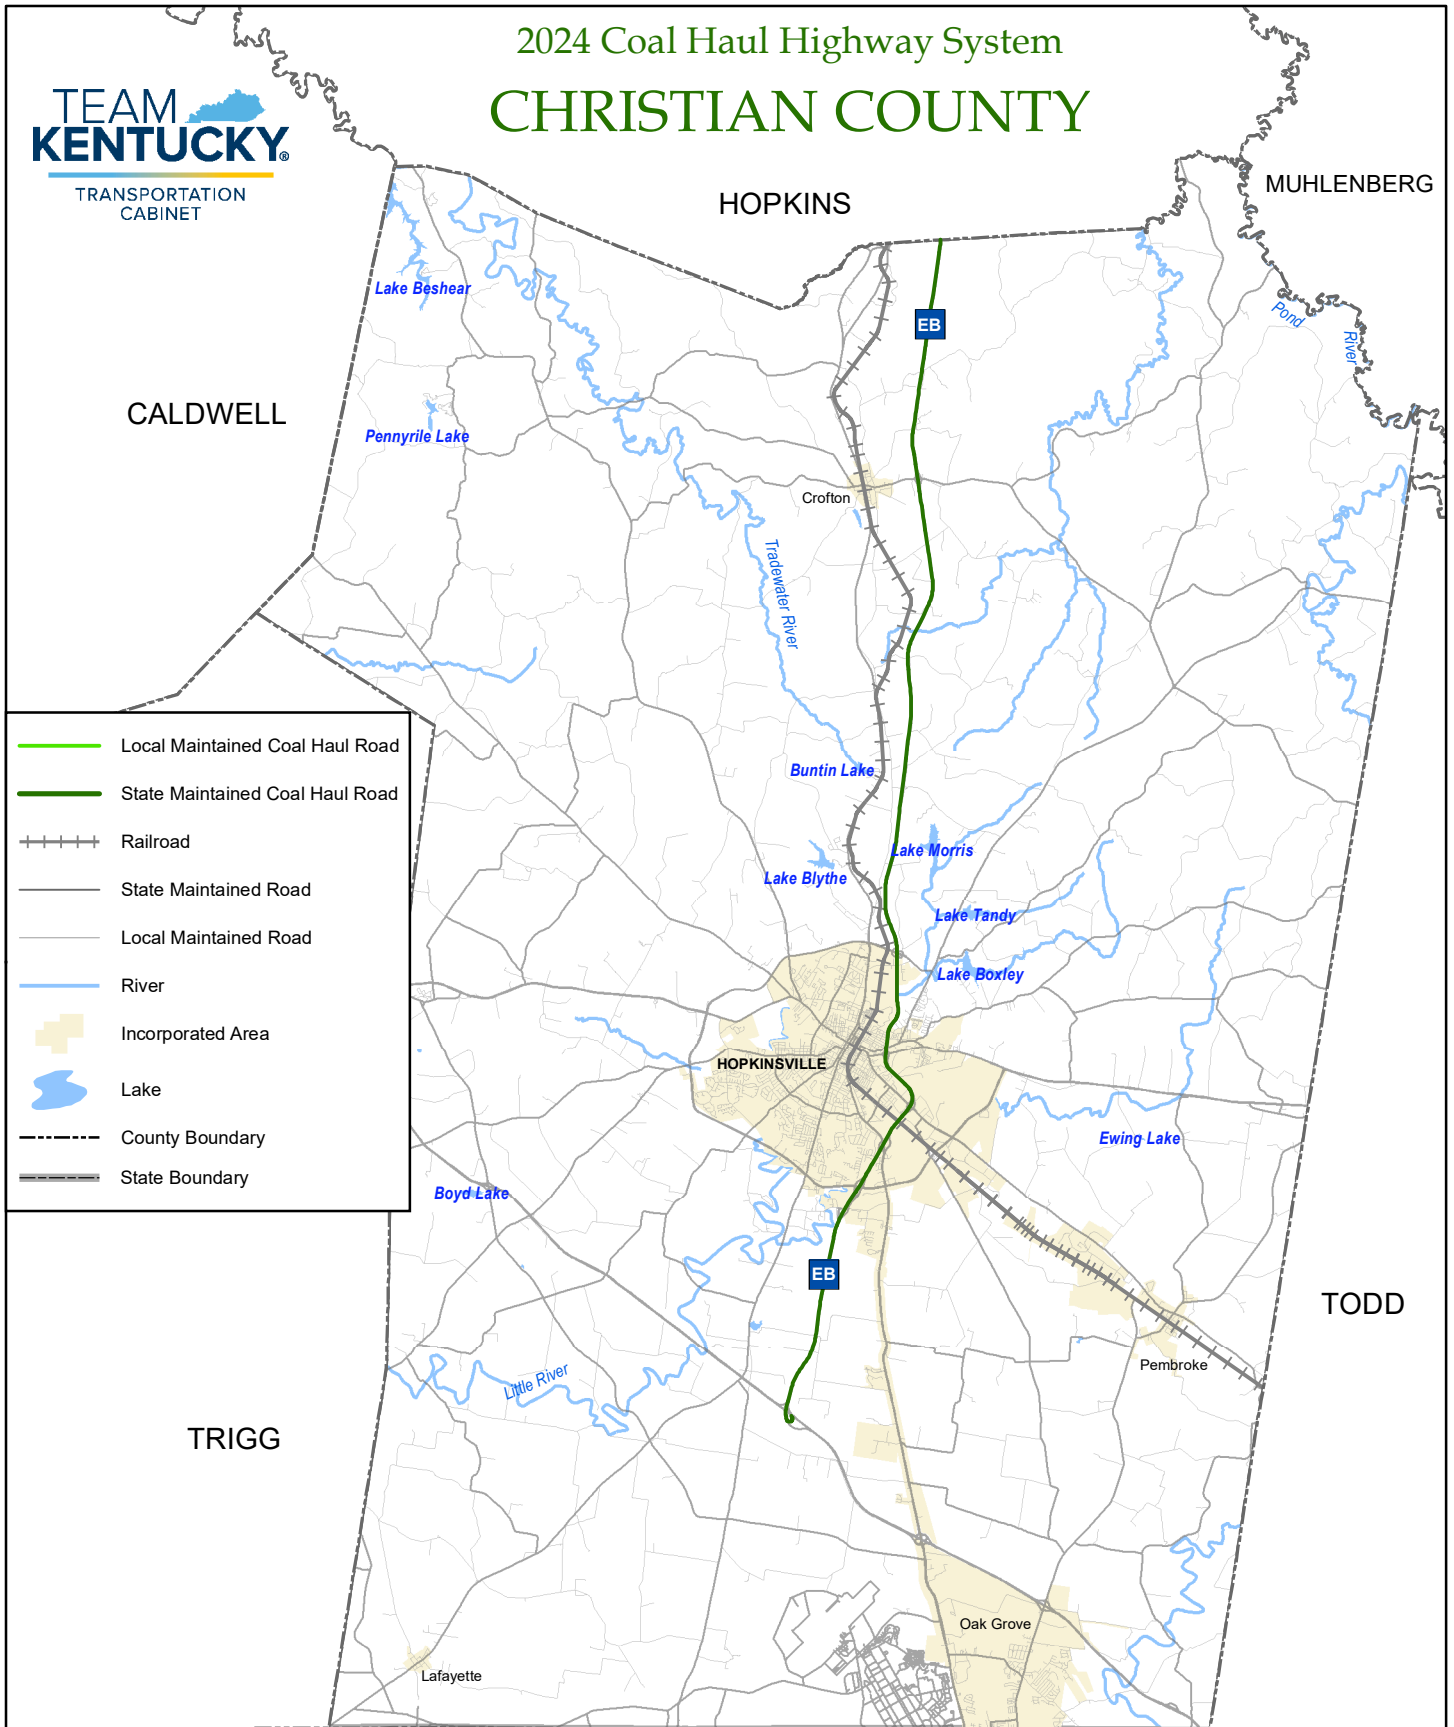 2024 Coal Haul Highway System
CHRISTIAN COUNTY
TEAM
KENTUCKY®
TRANSPORTATION
CABINET
HOPKINS
MUHLENBERG
Lake Beshear
EB
Pond
River
CALDWELL
Pennyrile Lake
Crofton
Tradewater River
Local Maintained Coal Haul Road
State Maintained Coal Haul Road
Railroad
State Maintained Road
Local Maintained Road
River
Incorporated Area
Lake
County Boundary
State Boundary
Buntin Lake
Lake Morris
Lake Blythe
Lake Tandy
Lake Boxley
HOPKINSVILLE
Ewing Lake
Boyd Lake
EB
TODD
Pembroke
Little River
TRIGG
Oak Grove
Lafayette